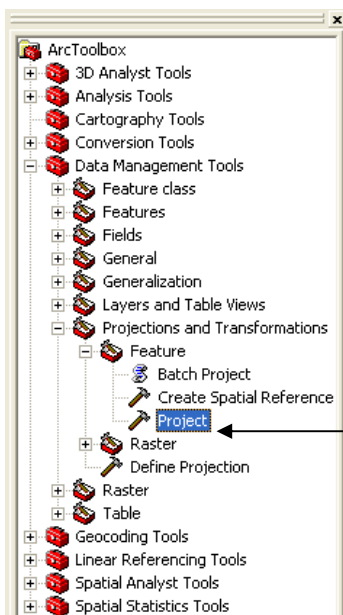 ArcToolbox
3D Analyst Tools
Analysis Tools
Cartography Tools
Conversion Tools
Data Management Tools
Feature class
Features
Fields
General
Generalization
Layers and Table Views
Projections and Transformations
Feature
Batch Project
Create Spatial Reference
Project
Raster
Define Projection
Raster
Table
Geocoding Tools
Linear Referencing Tools
Spatial Analyst Tools
Spatial Statistics Tools